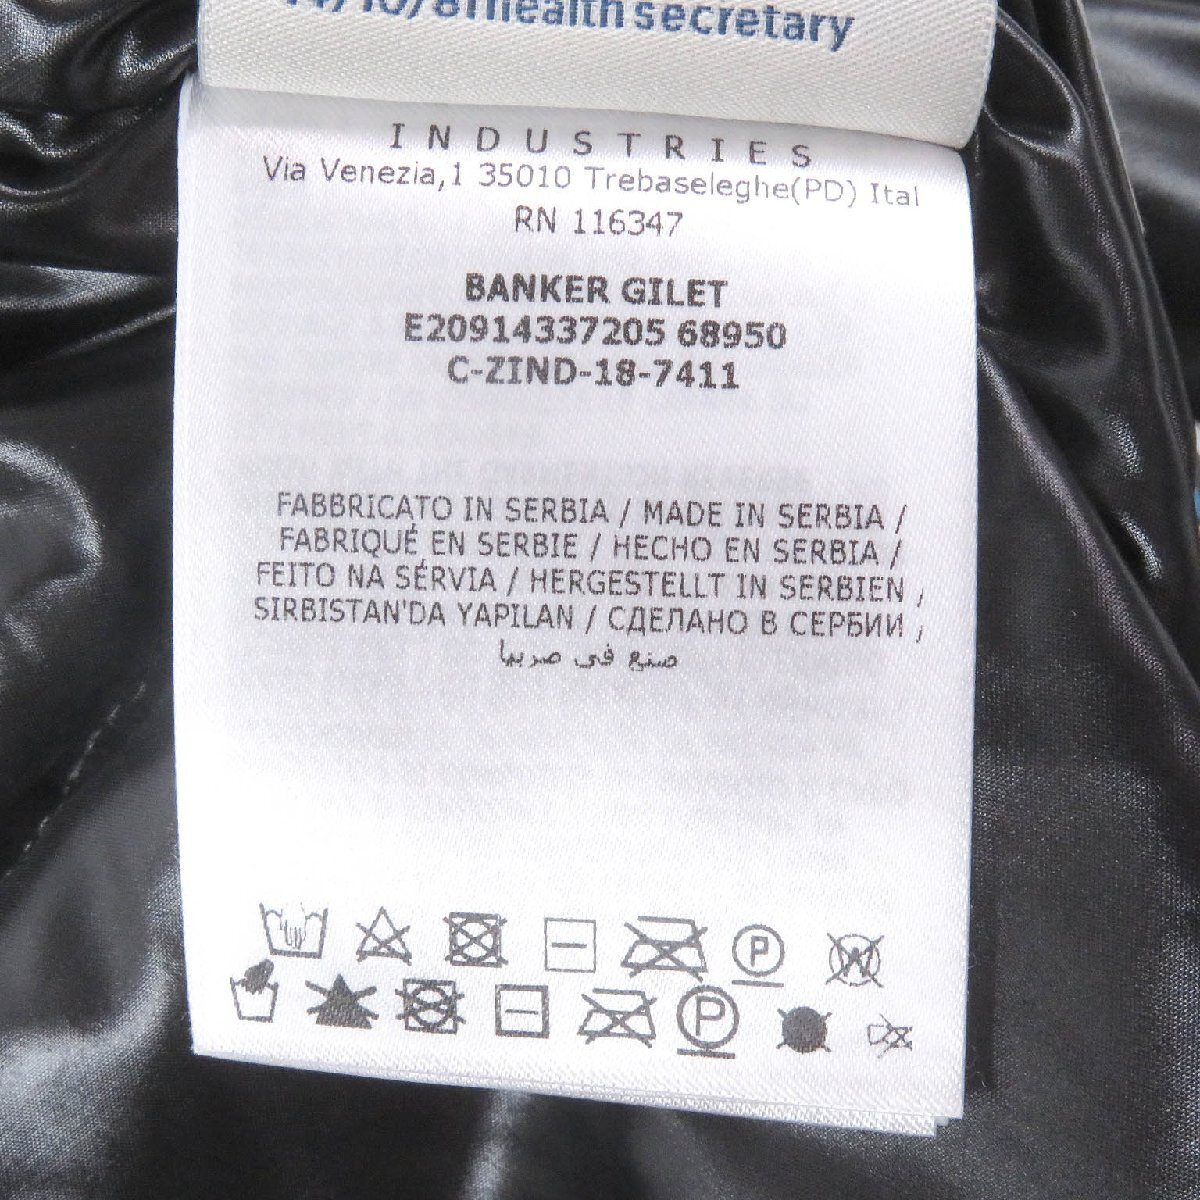 health secretary
INDUSTRIES
Via Venezia,1 35010 Trebaseleghe(PD) Ital
RN 116347
BANKER GILET
E20914337205 68950
C-ZIND-18-7411
FABBRICATO IN SERBIA / MADE IN SERBIA /
FABRIQUÉ EN SERBIE / HECHO EN SERBIA /
FEITO NA SÉRVIA / HERGESTELLT IN SERBIEN /
SIRBISTAN'DA YAPILAN / СДЕЛАНО В СЕРБИИ /
صنع في صربيا